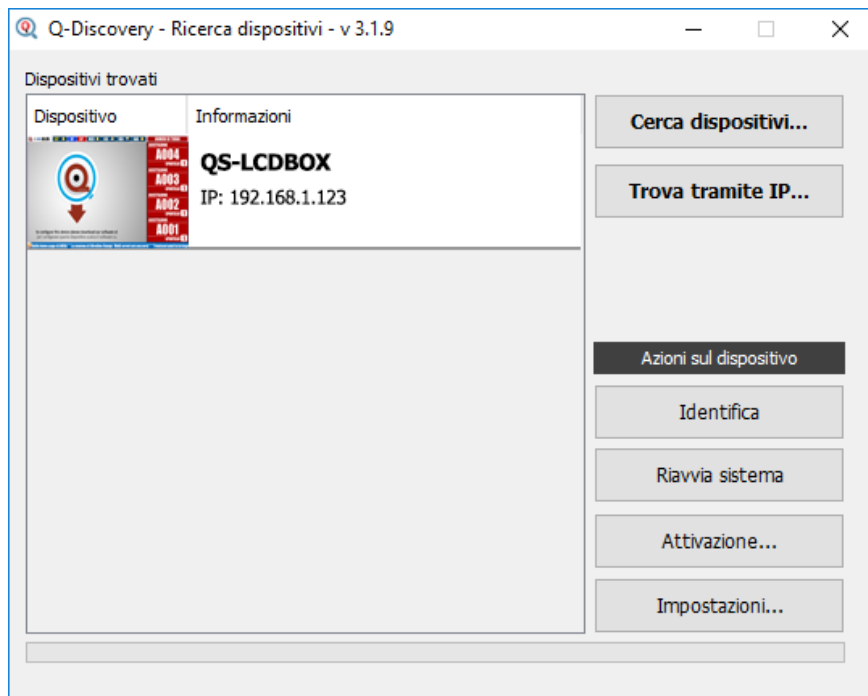 Q-Discovery - Ricerca dispositivi - v 3.1.9
Dispositivi trovati
Dispositivo
Informazioni
A004
A003
A002
A001
QS-LCDBOX
IP: 192.168.1.123
Cerca dispositivi...
Trova tramite IP...
Azioni sul dispositivo
Identifica
Riavvia sistema
Attivazione...
Impostazioni...